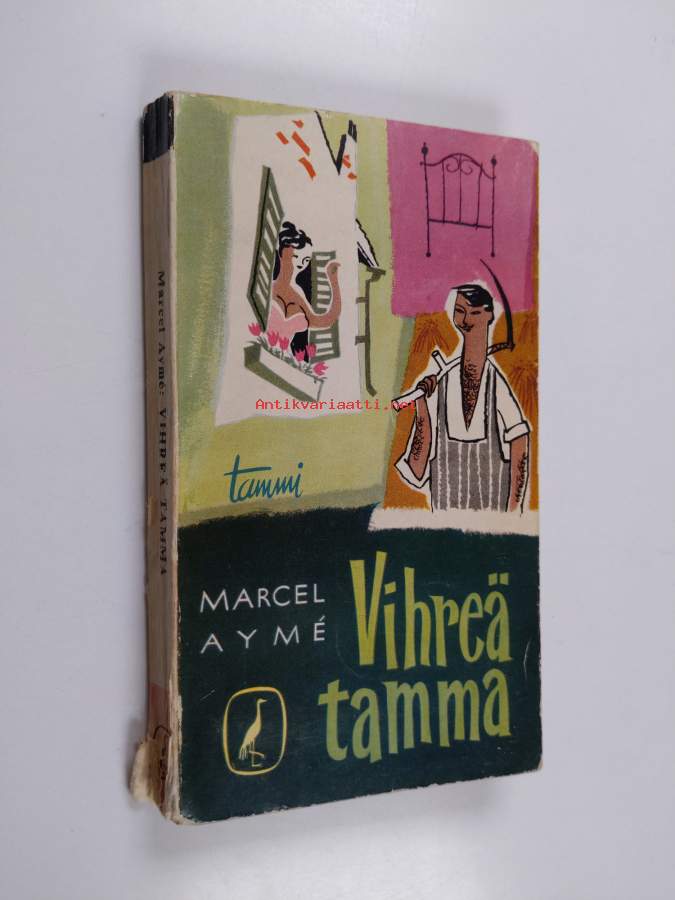 Marcel Aymé: VIHREÄ TAMMA
Antikvariaatti.net
tammi
MARCEL
AYMÉ
Vihreä
tamma